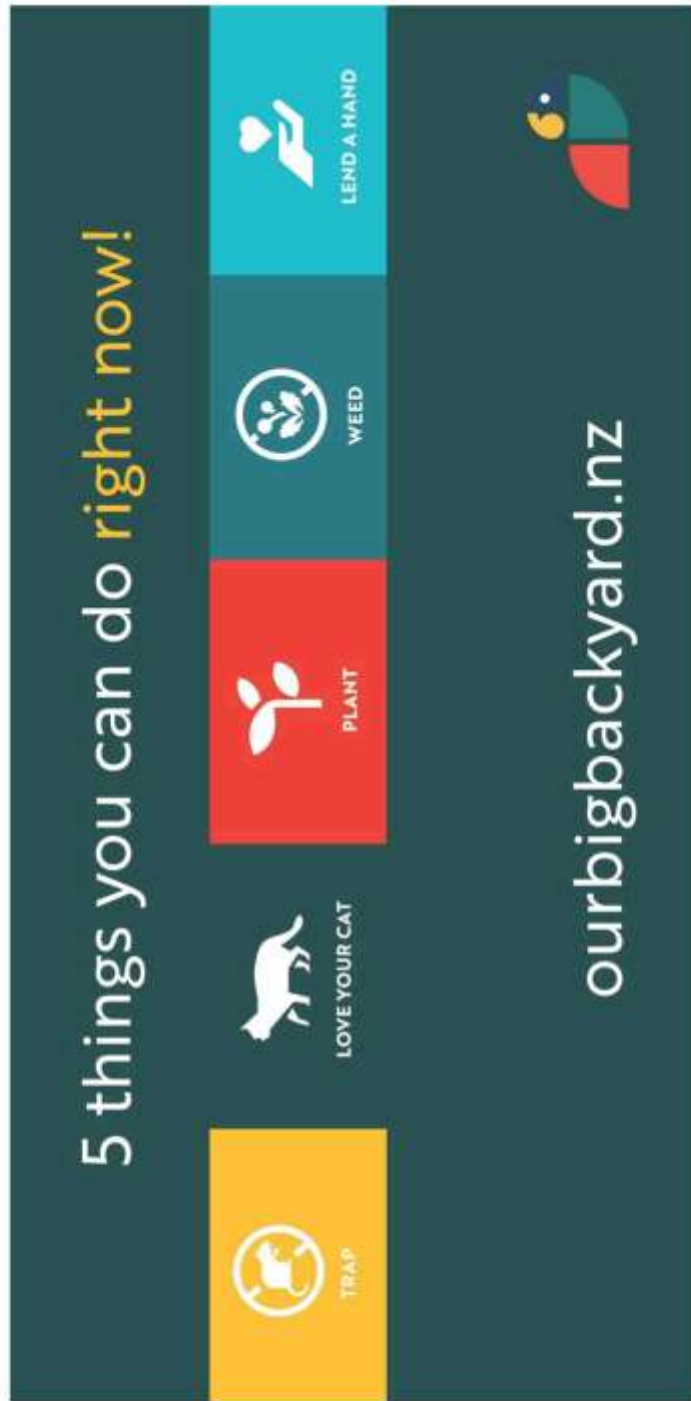 5 things you can do right now!
TRAP
LOVE YOUR CAT
PLANT
WEED
LEND A HAND
ourbigbackyard.nz